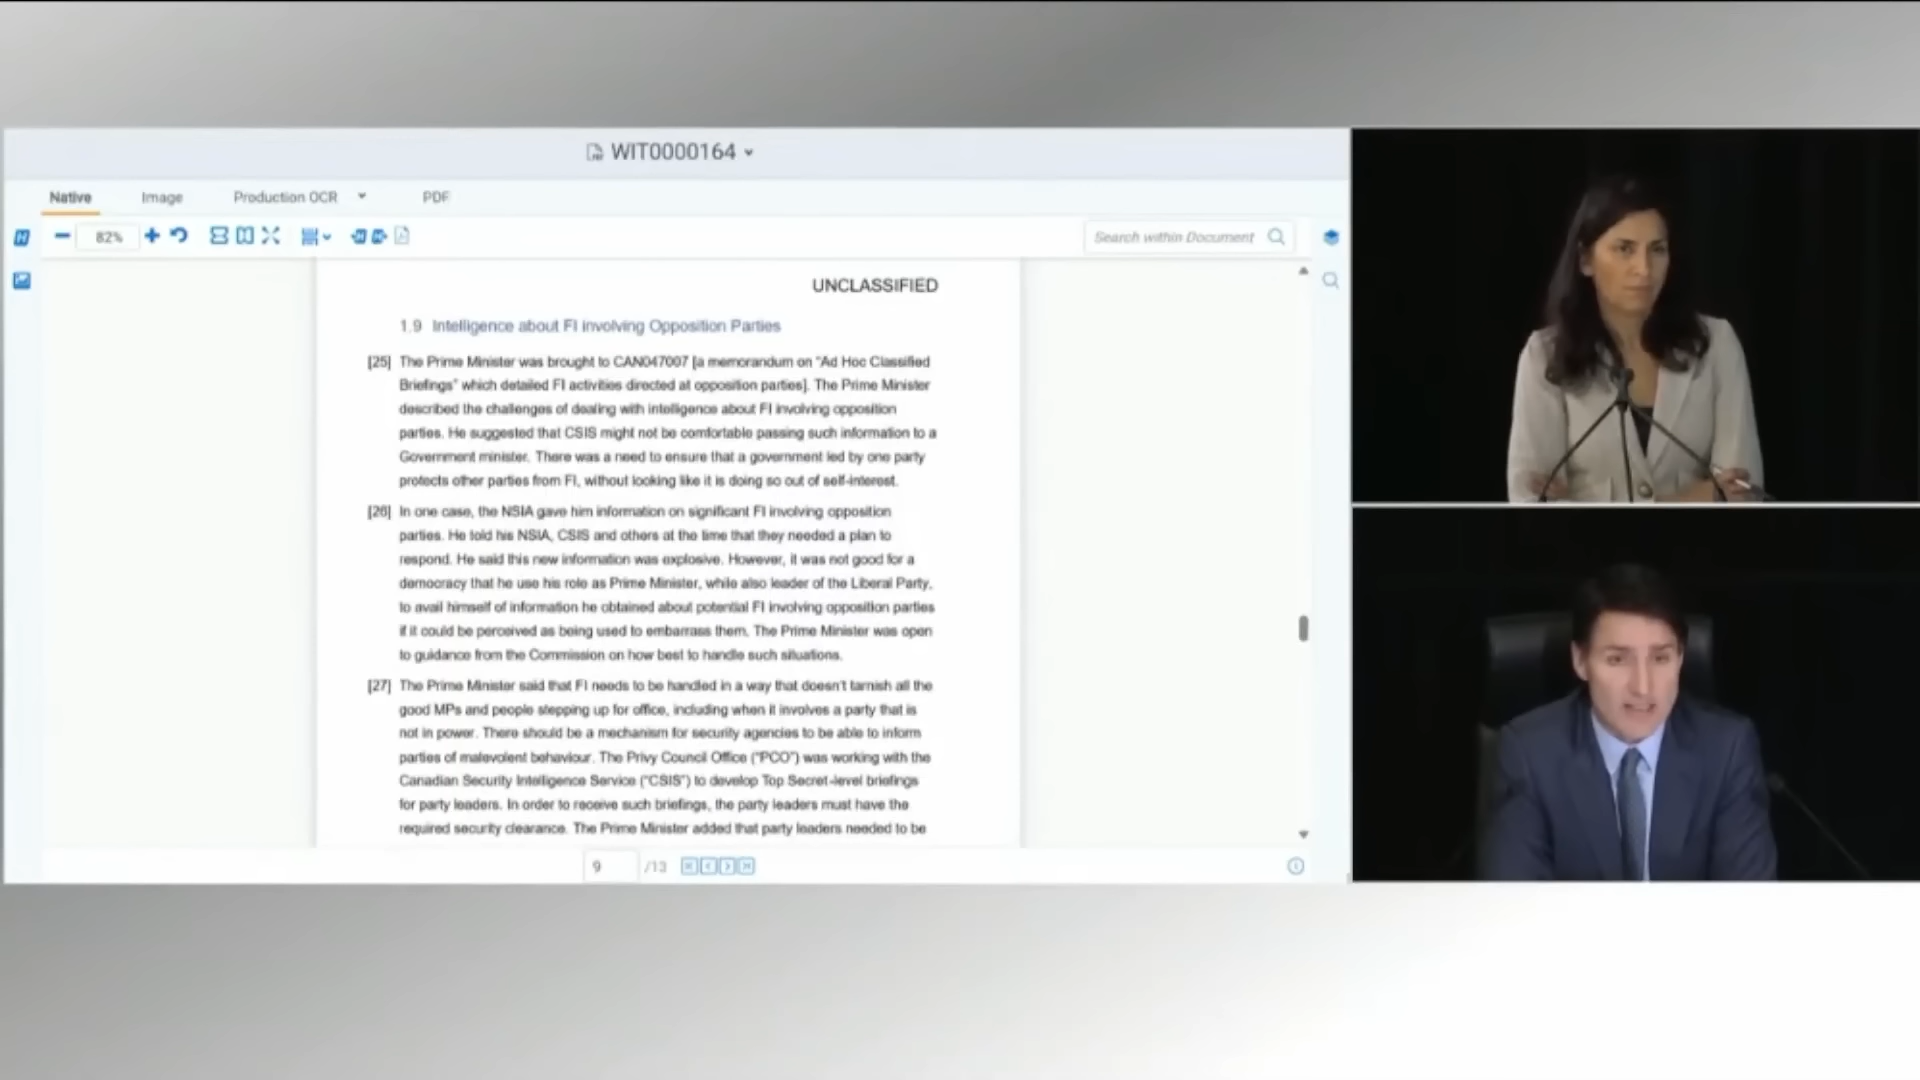 WIT0000164
Native Image Production OCR PDF
82%
Search within Document
UNCLASSIFIED
1.9 Intelligence about FI involving Opposition Parties
[25] The Prime Minister was brought to CAN047007 [a memorandum on "Ad Hoc Classified
Briefings" which detailed FI activities directed at opposition parties]. The Prime Minister
described the challenges of dealing with intelligence about FI involving opposition
parties. He suggested that CSIS might not be comfortable passing such information to a
Government minister. There was a need to ensure that a government led by one party
protects other parties from FI, without looking like it is doing so out of self-interest.
[26] In one case, the NSIA gave him information on significant FI involving opposition
parties. He told his NSIA, CSIS and others at the time that they needed a plan to
respond. He said this new information was explosive. However, it was not good for a
democracy that he use his role as Prime Minister, while also leader of the Liberal Party,
to avail himself of information he obtained about potential FI involving opposition parties
if it could be perceived as being used to embarrass them. The Prime Minister was open
to guidance from the Commission on how best to handle such situations.
[27] The Prime Minister said that FI needs to be handled in a way that doesn't tarnish all the
good MPs and people stepping up for office, including when it involves a party that is
not in power. There should be a mechanism for security agencies to be able to inform
parties of malevolent behaviour. The Privy Council Office ("PCO") was working with the
Canadian Security Intelligence Service ("CSIS") to develop Top Secret-level briefings
for party leaders. In order to receive such briefings, the party leaders must have the
required security clearance. The Prime Minister added that party leaders needed to be
9 /13